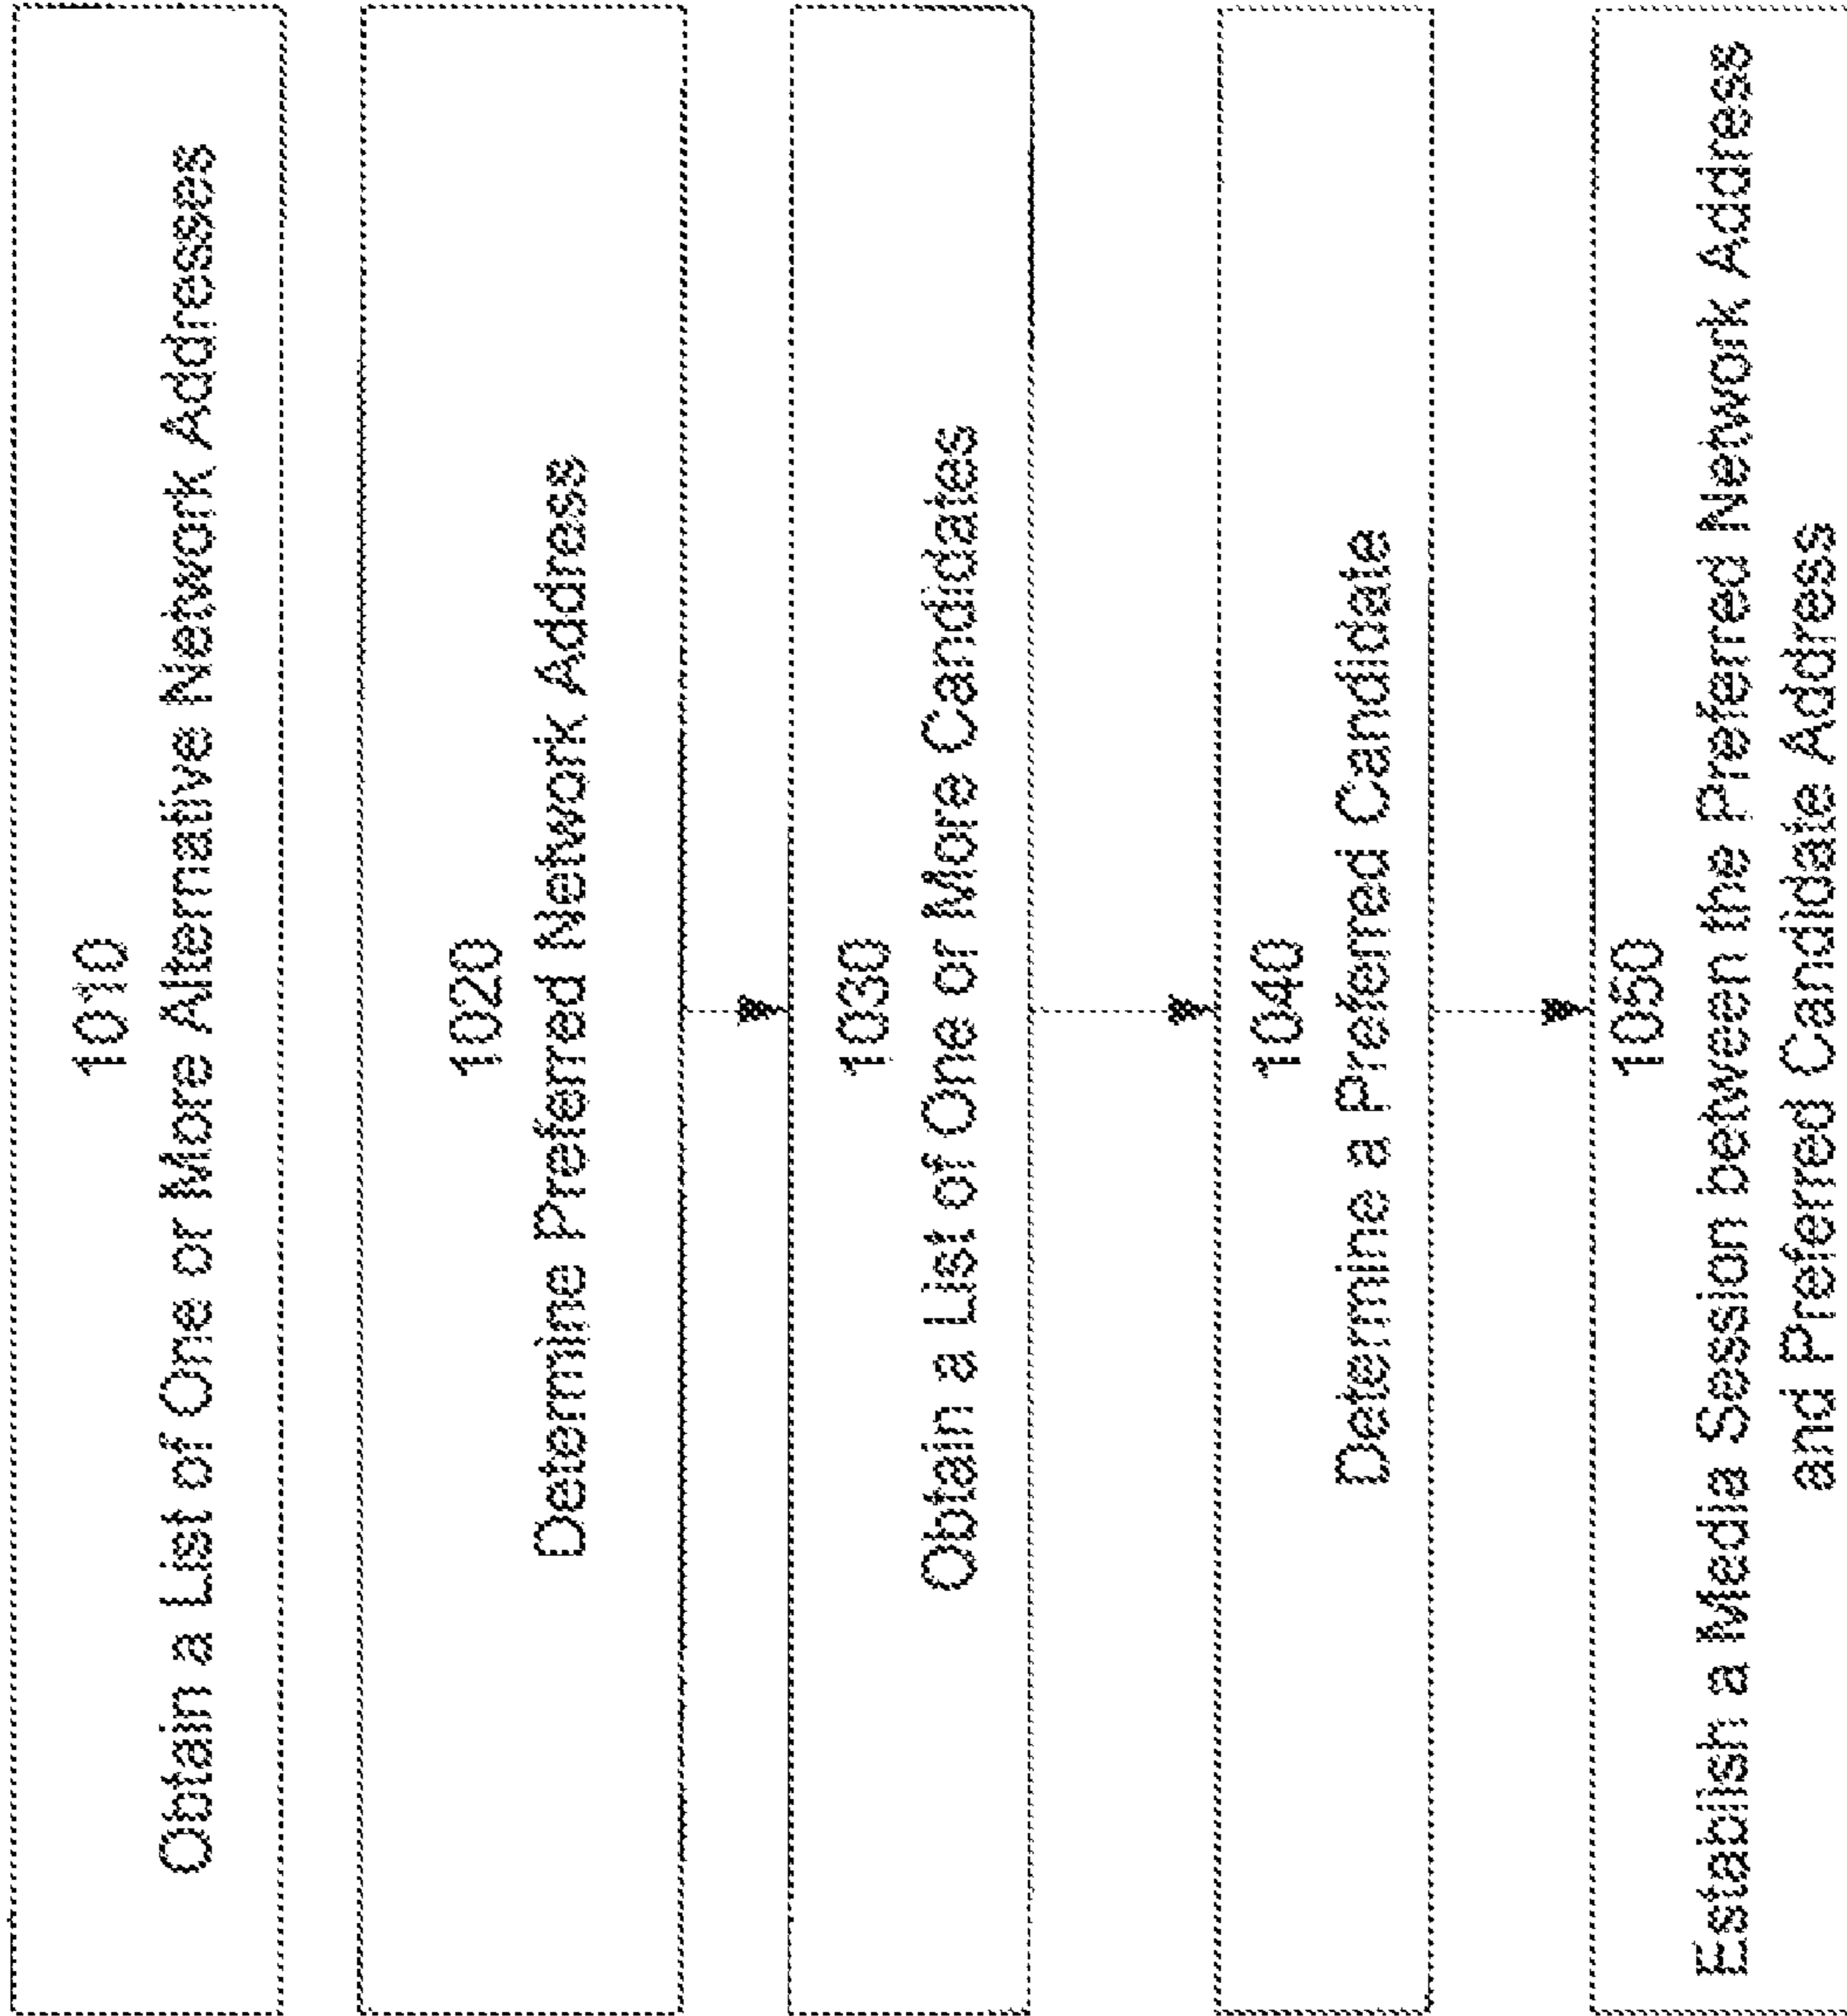 1010
Obtain a List of One or More Alternative Network Addresses
1020
Determine Preferred Network Address
1030
Obtain a List of One or More Candidates
1040
Determine a Preferred Candidate
1050
Establish a Media Session between the Preferred Network Address
and Preferred Candidate Address